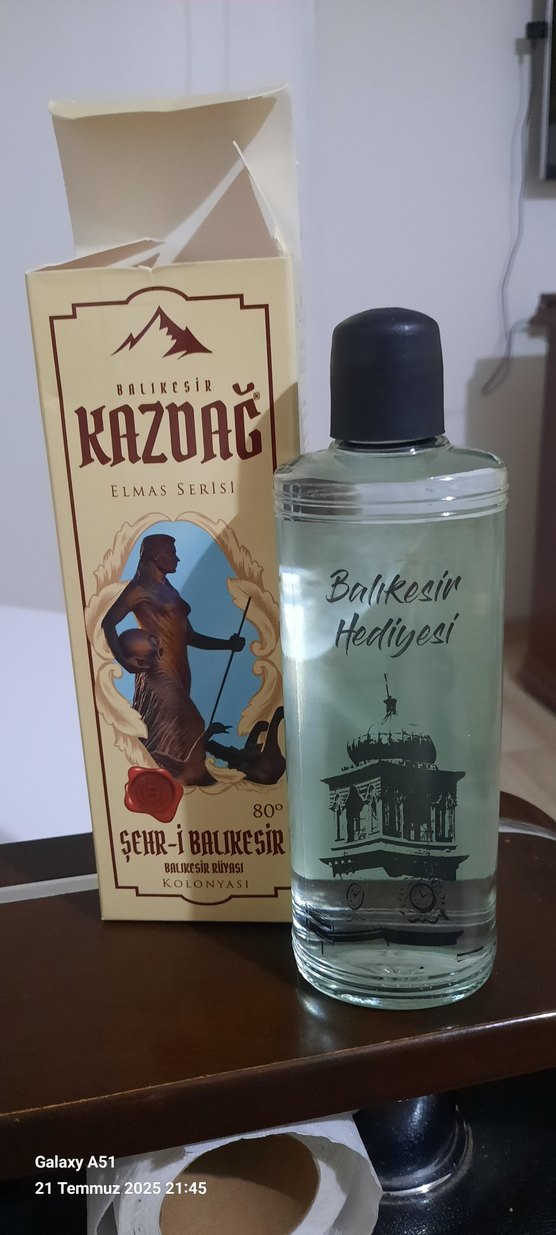 BALIKESİR
KAZDAĞ®
ELMAS SERİSİ
80º
ŞEHR-İ BALIKESİR
BALIKESİR RÜYASI
KOLONYASI
Balıkesir
Hediyesi
Galaxy A51
21 Temmuz 2025 21:45